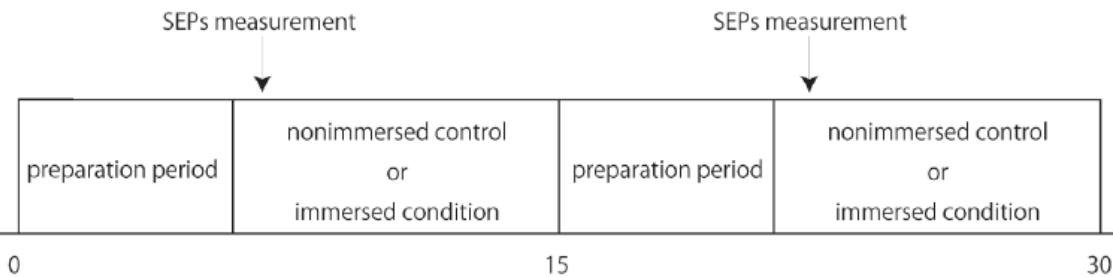 SEPs measurement
SEPs measurement
preparation period
nonimmersed control
or
immersed condition
preparation period
nonimmersed control
or
immersed condition
0
15
30